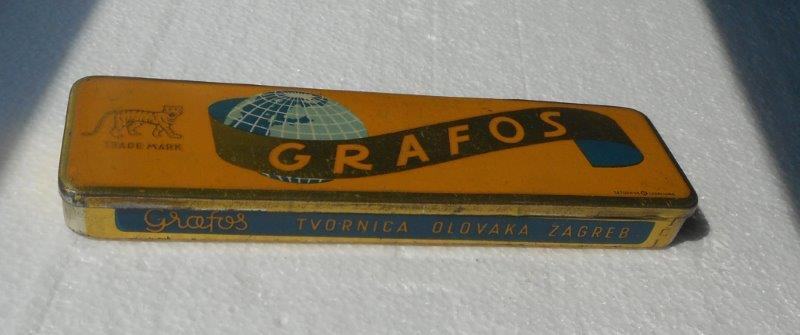 GRAFOS
TRADE MARK
Grafos TVORNICA OLOVAKA ZAGREB